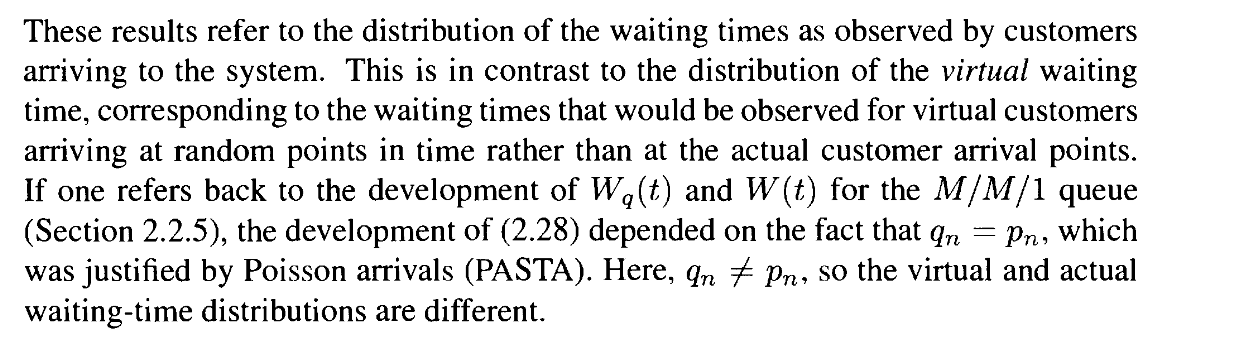 These results refer to the distribution of the waiting times as observed by customers
arriving to the system. This is in contrast to the distribution of the virtual waiting
time, corresponding to the waiting times that would be observed for virtual customers
arriving at random points in time rather than at the actual customer arrival points.
If one refers back to the development of W_q(t) and W(t) for the M/M/1 queue
(Section 2.2.5), the development of (2.28) depended on the fact that q_n = p_n, which
was justified by Poisson arrivals (PASTA). Here, q_n ≠ p_n, so the virtual and actual
waiting-time distributions are different.